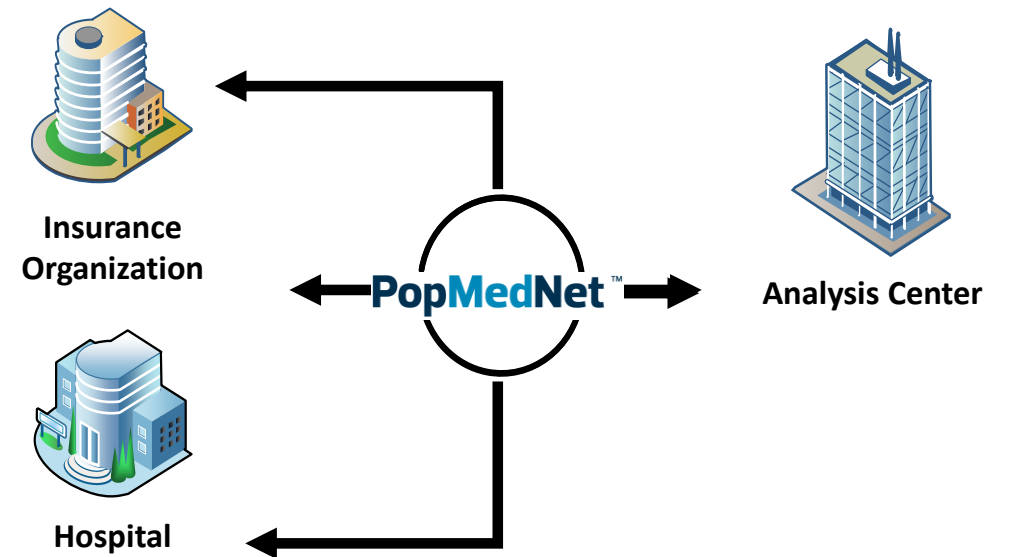 Insurance
Organization
PopMedNet™
Analysis Center
Hospital